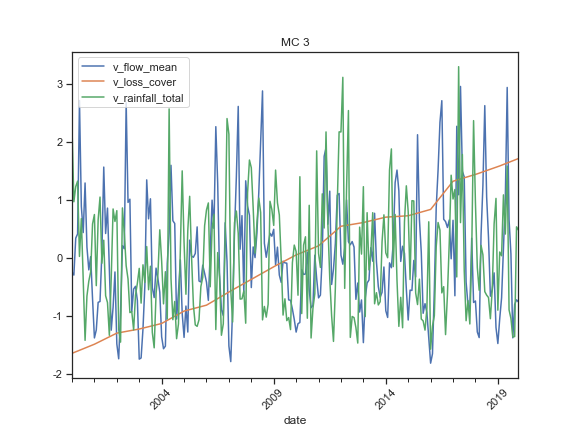 MC 3
v_flow_mean
v_loss_cover
v_rainfall_total
3
2
1
0
-1
-2
2004
2009
2014
2019
date